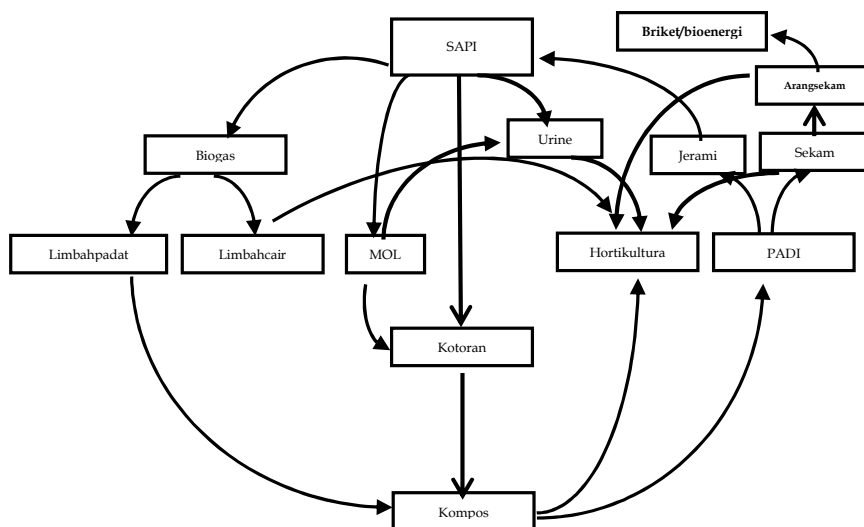 Briket/bioenergi
SAPI
Arangsekam
Urine
Biogas
Jerami
Sekam
Limbahpadat
Limbahcair
MOL
Hortikultura
PADI
Kotoran
Kompos